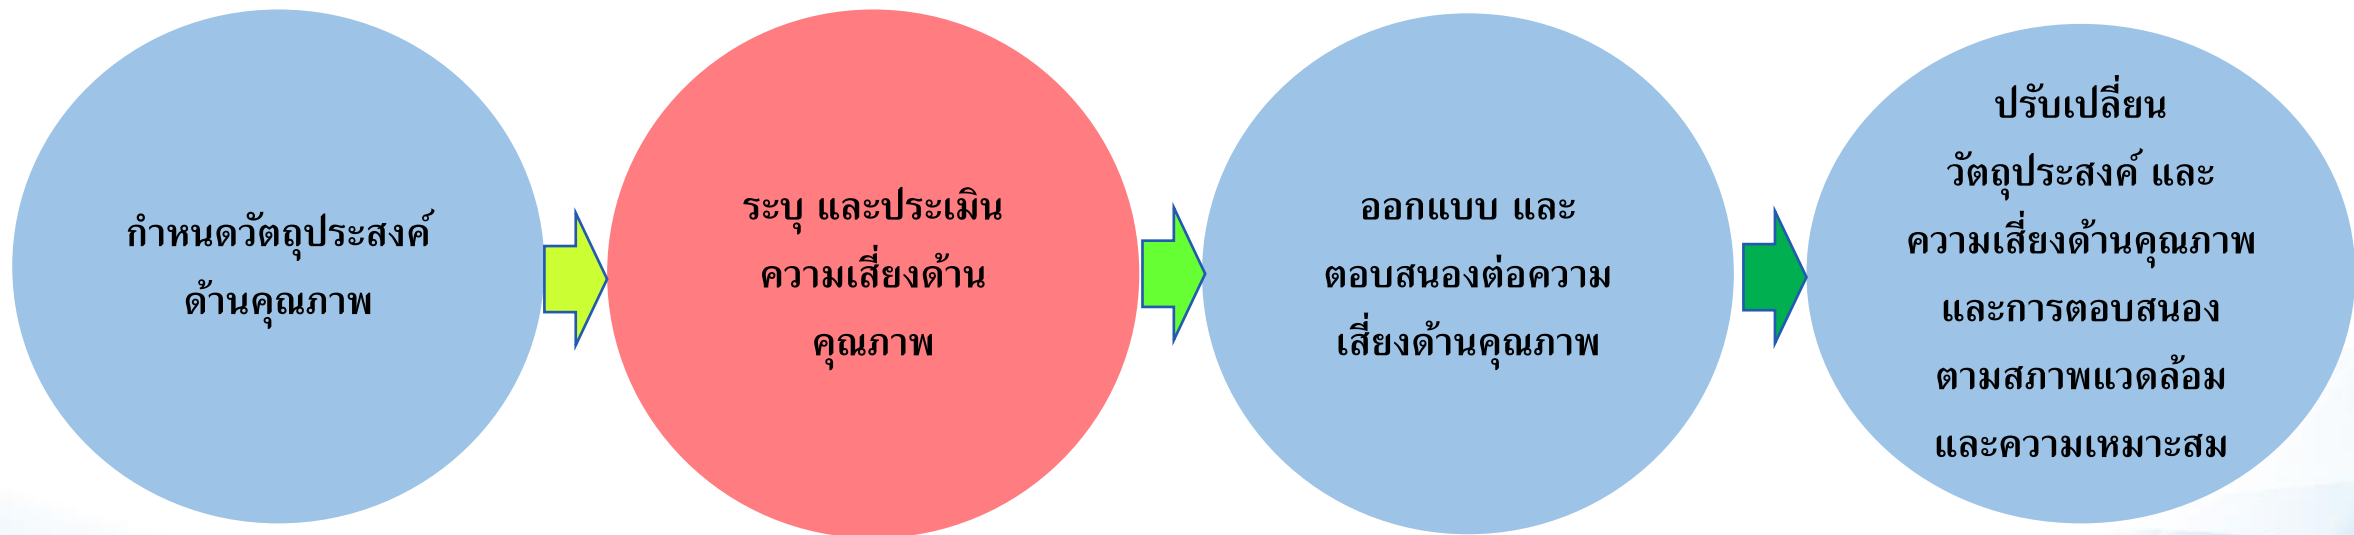 กำหนดวัตถุประสงค์
ด้านคุณภาพ
ระบุ และประเมิน
ความเสี่ยงด้าน
คุณภาพ
ออกแบบ และ
ตอบสนองต่อความ
เสี่ยงด้านคุณภาพ
ปรับเปลี่ยน
วัตถุประสงค์ และ
ความเสี่ยงด้านคุณภาพ
และการตอบสนอง
ตามสภาพแวดล้อม
และความเหมาะสม